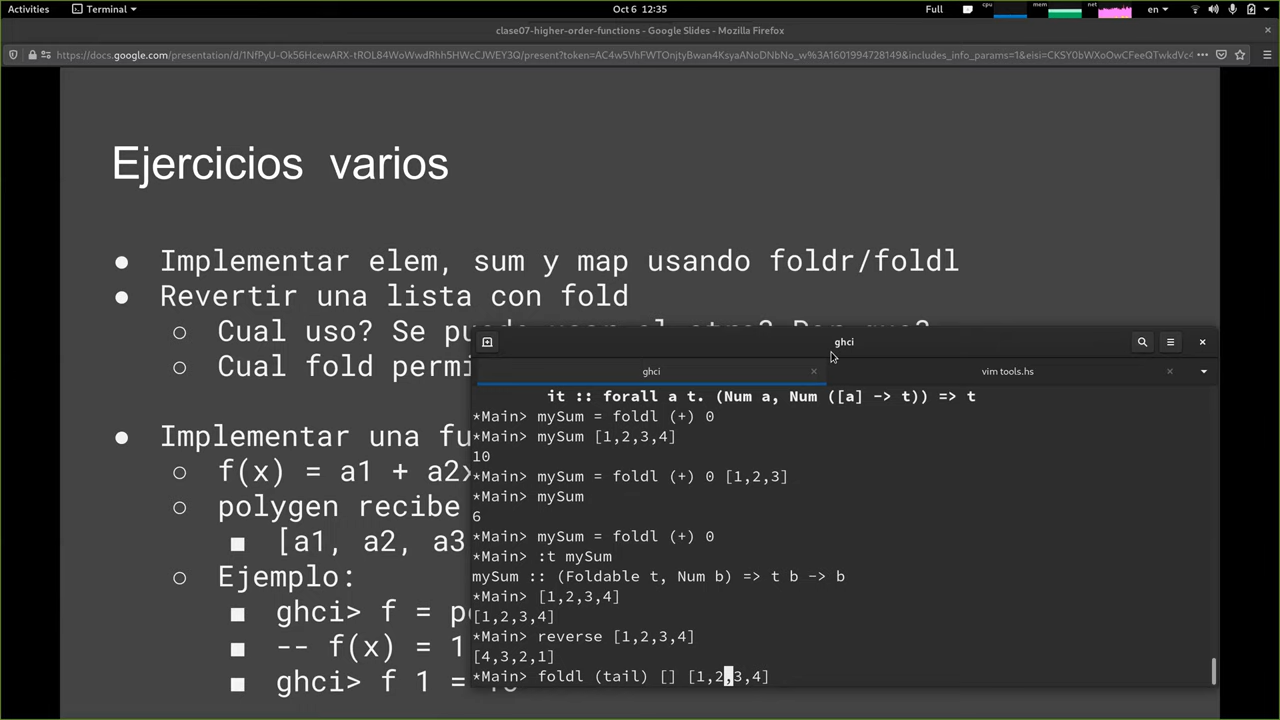 Activities
Terminal
Oct 6 12:35
cpu
mem
net
Full
en
clase07-higher-order-functions - Google Slides - Mozilla Firefox
Ejercicios varios
● Implementar elem, sum y map usando foldr/foldl
● Revertir una lista con fold
○ Cual uso? Se pu
○ Cual fold permi
● Implementar una fu
○ f(x) = a1 + a2x
○ polygen recibe
■ [a1, a2, a3
○ Ejemplo:
■ ghci> f = po
■ -- f(x) = 1
■ ghci> f 1 =
ghci
ghci
vim tools.hs
it :: forall a t. (Num a, Num ([a] -> t)) => t
*Main> mySum = foldl (+) 0
*Main> mySum [1,2,3,4]
10
*Main> mySum = foldl (+) 0 [1,2,3]
*Main> mySum
6
*Main> mySum = foldl (+) 0
*Main> :t mySum
mySum :: (Foldable t, Num b) => t b -> b
*Main> [1,2,3,4]
[1,2,3,4]
*Main> reverse [1,2,3,4]
[4,3,2,1]
*Main> foldl (tail) [] [1,2,3,4]